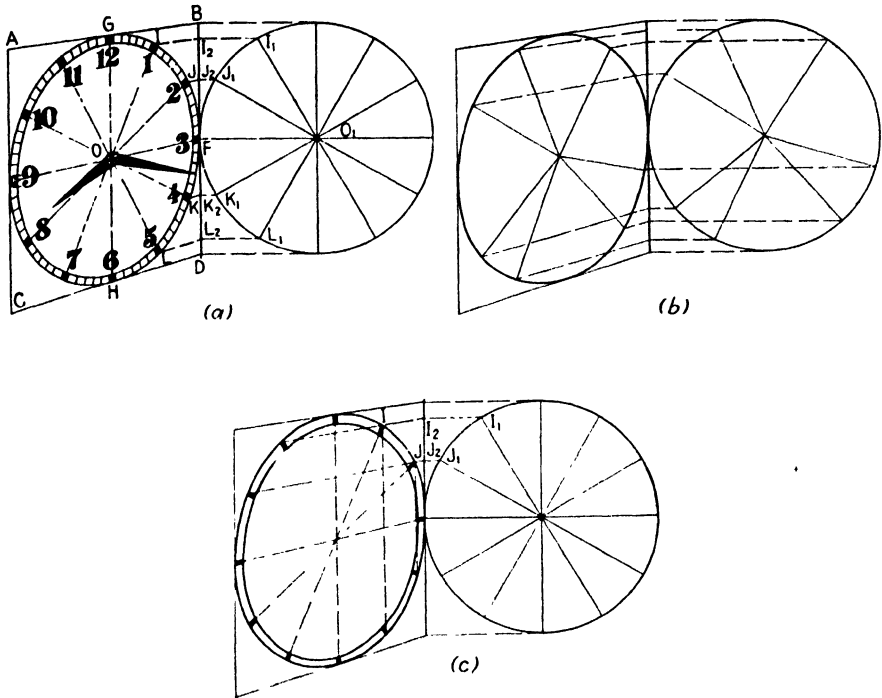 B
A G
12 I₂ I₁
11 1
J J₂ J₁
2
10
O 3 F O₁
9
4 K K₂ K₁
8
5 L₂ L₁
7 6 L
C H D
(a)
(b)
I₂ I₁
J J₂ J₁
(c)